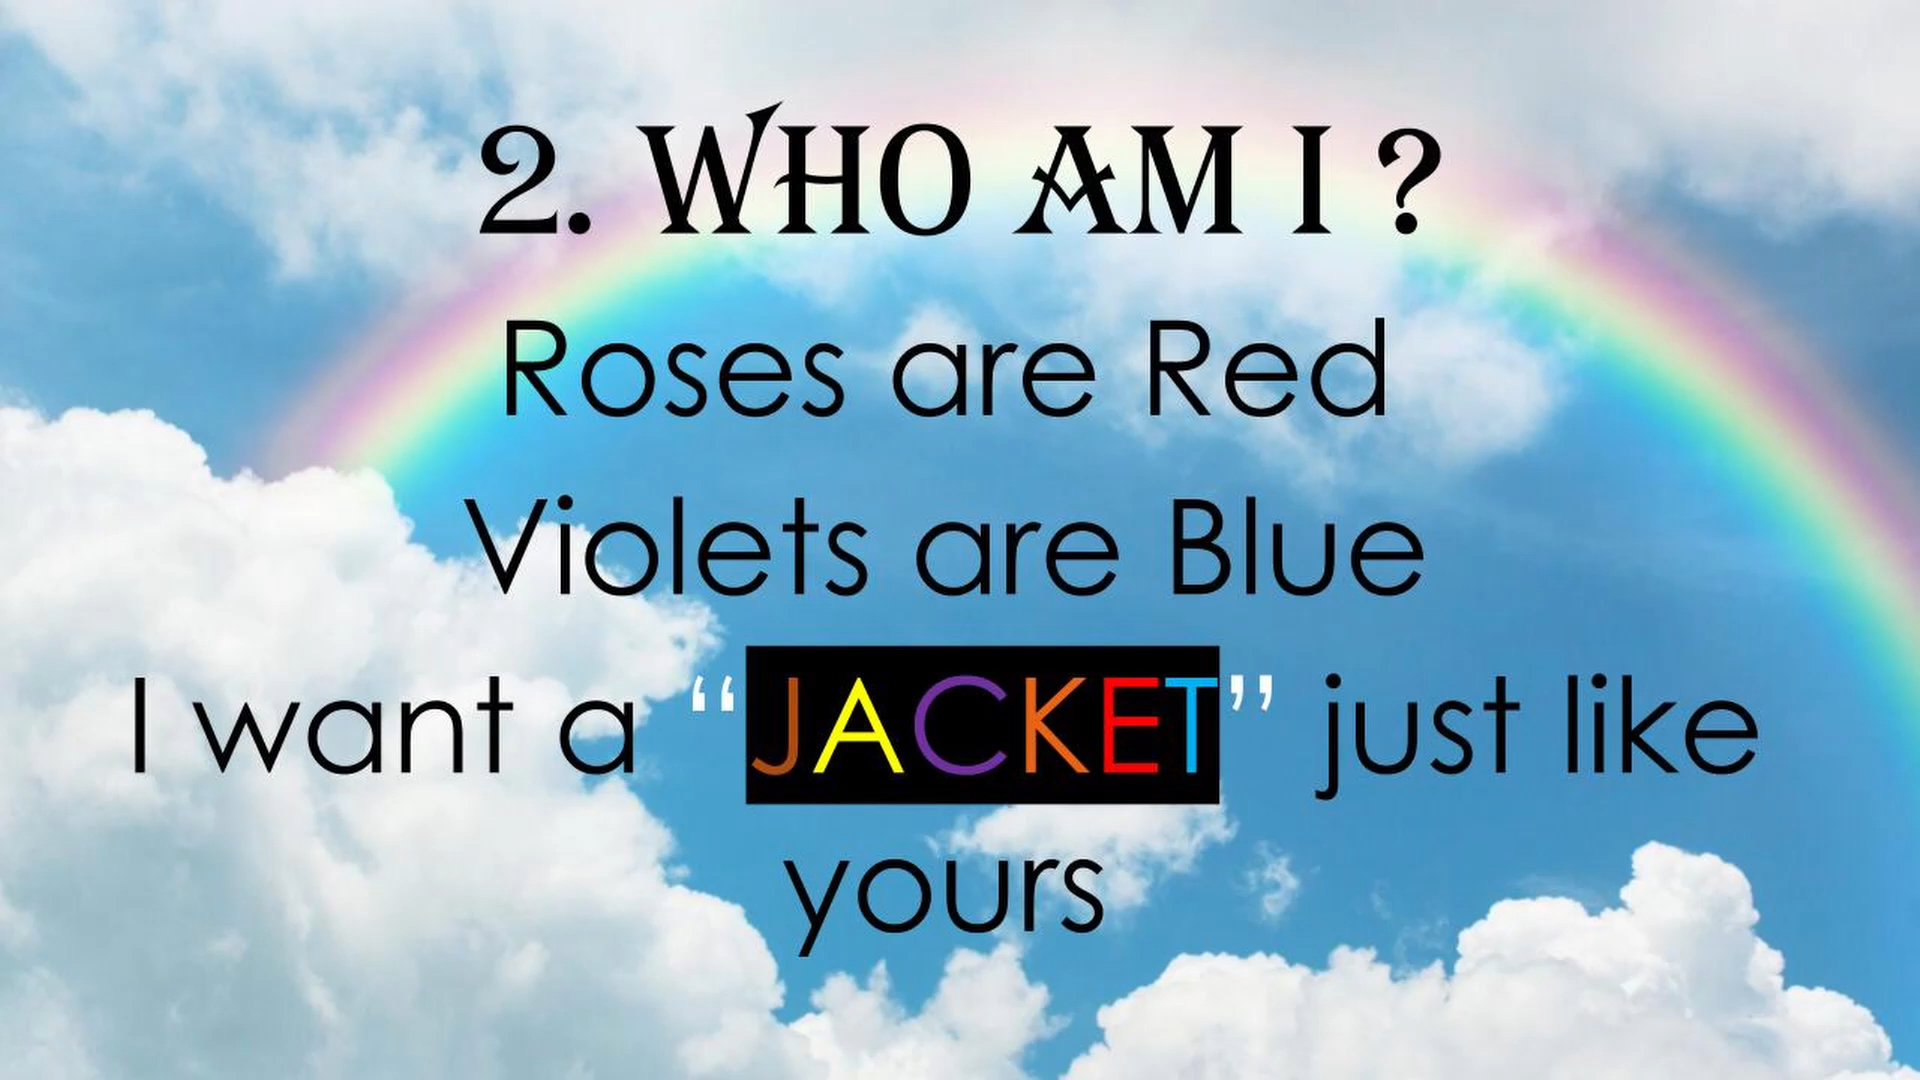 2. WHO AM I ?
Roses are Red
Violets are Blue
I want a “JACKET” just like
yours